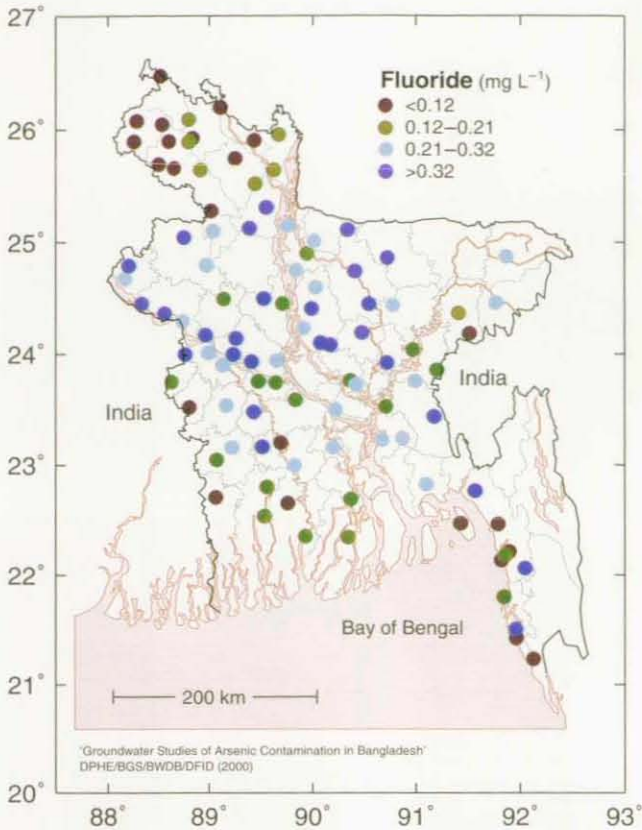 27°
26°
25°
24°
23°
22°
21°
20°
Fluoride (mg L⁻¹)
<0.12
0.12–0.21
0.21–0.32
>0.32
India
India
Bay of Bengal
200 km
'Groundwater Studies of Arsenic Contamination in Bangladesh'
DPHE/BGS/BWDB/DFID (2000)
88° 89° 90° 91° 92° 93°